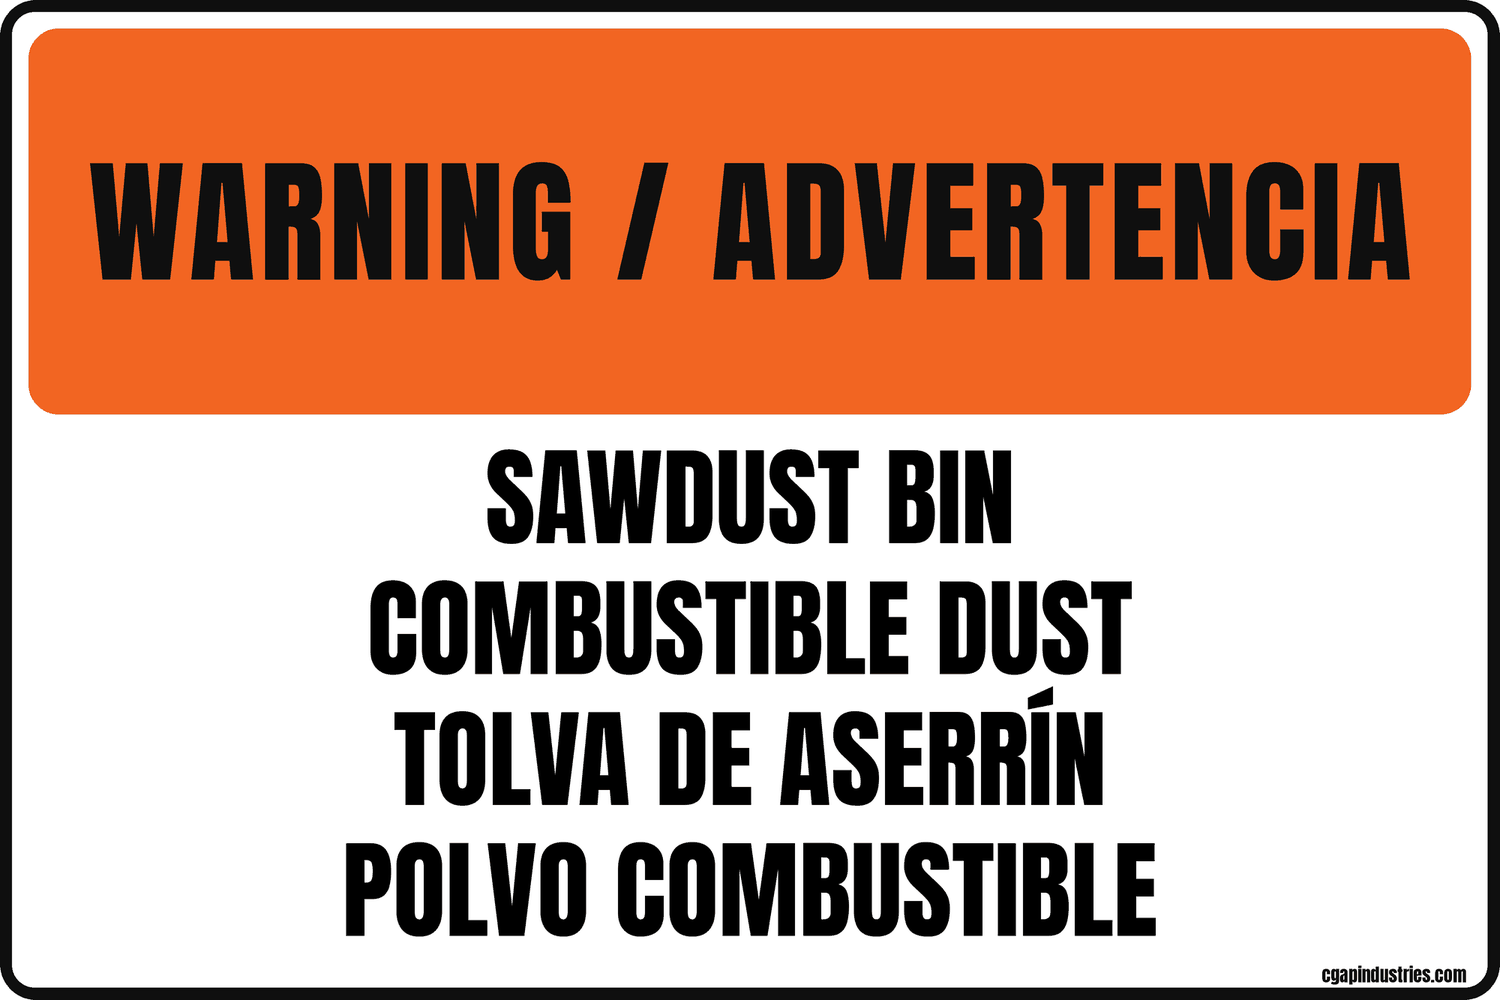 WARNING / ADVERTENCIA
SAWDUST BIN
COMBUSTIBLE DUST
TOLVA DE ASERRÍN
POLVO COMBUSTIBLE
cgapindustries.com